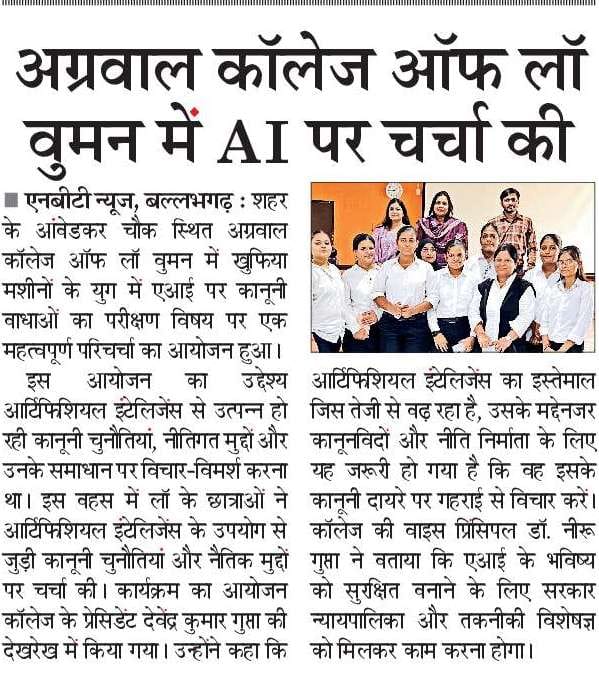 अग्रवाल कॉलेज ऑफ लॉ
वुमन में AI पर चर्चा की
■ एनबीटी न्यूज, बल्लभगढ़ : शहर
के आंबेडकर चौक स्थित अग्रवाल
कॉलेज ऑफ लॉ वुमन में खुफिया
मशीनों के युग में एआई पर कानूनी
बाधाओं का परीक्षण विषय पर एक
महत्वपूर्ण परिचर्चा का आयोजन हुआ।
इस आयोजन का उद्देश्य
आर्टिफिशियल इंटेलिजेंस से उत्पन्न हो
रही कानूनी चुनौतियां, नीतिगत मुद्दों और
उनके समाधान पर विचार-विमर्श करना
था। इस बहस में लॉ के छात्राओं ने
आर्टिफिशियल इंटेलिजेंस के उपयोग से
जुड़ी कानूनी चुनौतियां और नैतिक मुद्दों
पर चर्चा की। कार्यक्रम का आयोजन
कॉलेज के प्रेसिडेंट देवेंद्र कुमार गुप्ता की
देखरेख में किया गया। उन्होंने कहा कि
आर्टिफिशियल इंटेलिजेंस का इस्तेमाल
जिस तेजी से बढ़ रहा है, उसके मद्देनजर
कानूनविदों और नीति निर्माता के लिए
यह जरूरी हो गया है कि वह इसके
कानूनी दायरे पर गहराई से विचार करें।
कॉलेज की वाइस प्रिंसिपल डॉ. नीरू
गुप्ता ने बताया कि एआई के भविष्य
को सुरक्षित बनाने के लिए सरकार
न्यायपालिका और तकनीकी विशेषज्ञ
को मिलकर काम करना होगा।